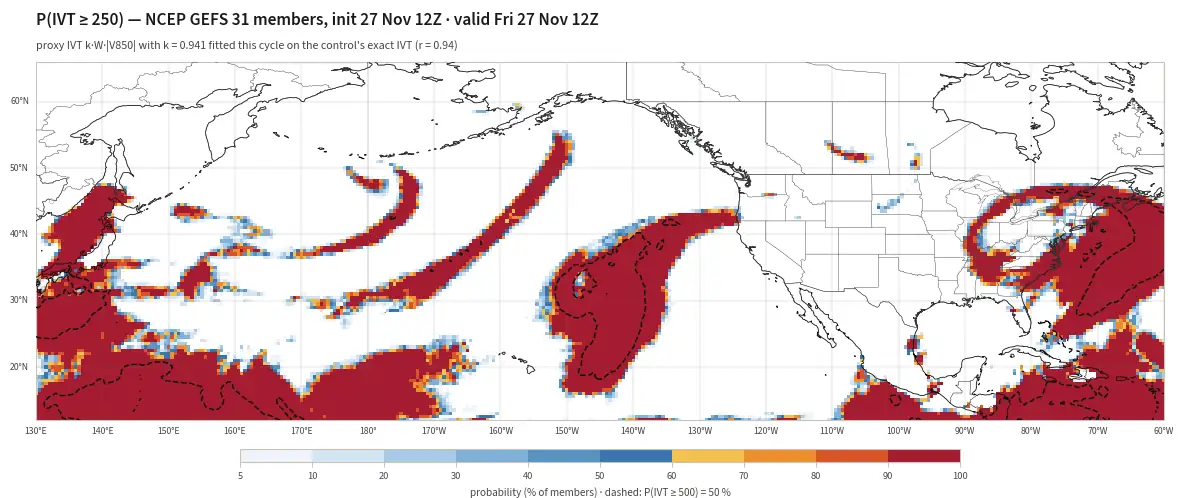 P(IVT ≥ 250) — NCEP GEFS 31 members, init 27 Nov 12Z · valid Fri 27 Nov 12Z
proxy IVT k·W·|V850| with k = 0.941 fitted this cycle on the control's exact IVT (r = 0.94)
60°N
50°N
40°N
30°N
20°N
130°E 140°E 150°E 160°E 170°E 180° 170°W 160°W 150°W 140°W 130°W 120°W 110°W 100°W 90°W 80°W 70°W 60°W
5 10 20 30 40 50 60 70 80 90 100
probability (% of members) · dashed: P(IVT ≥ 500) = 50 %